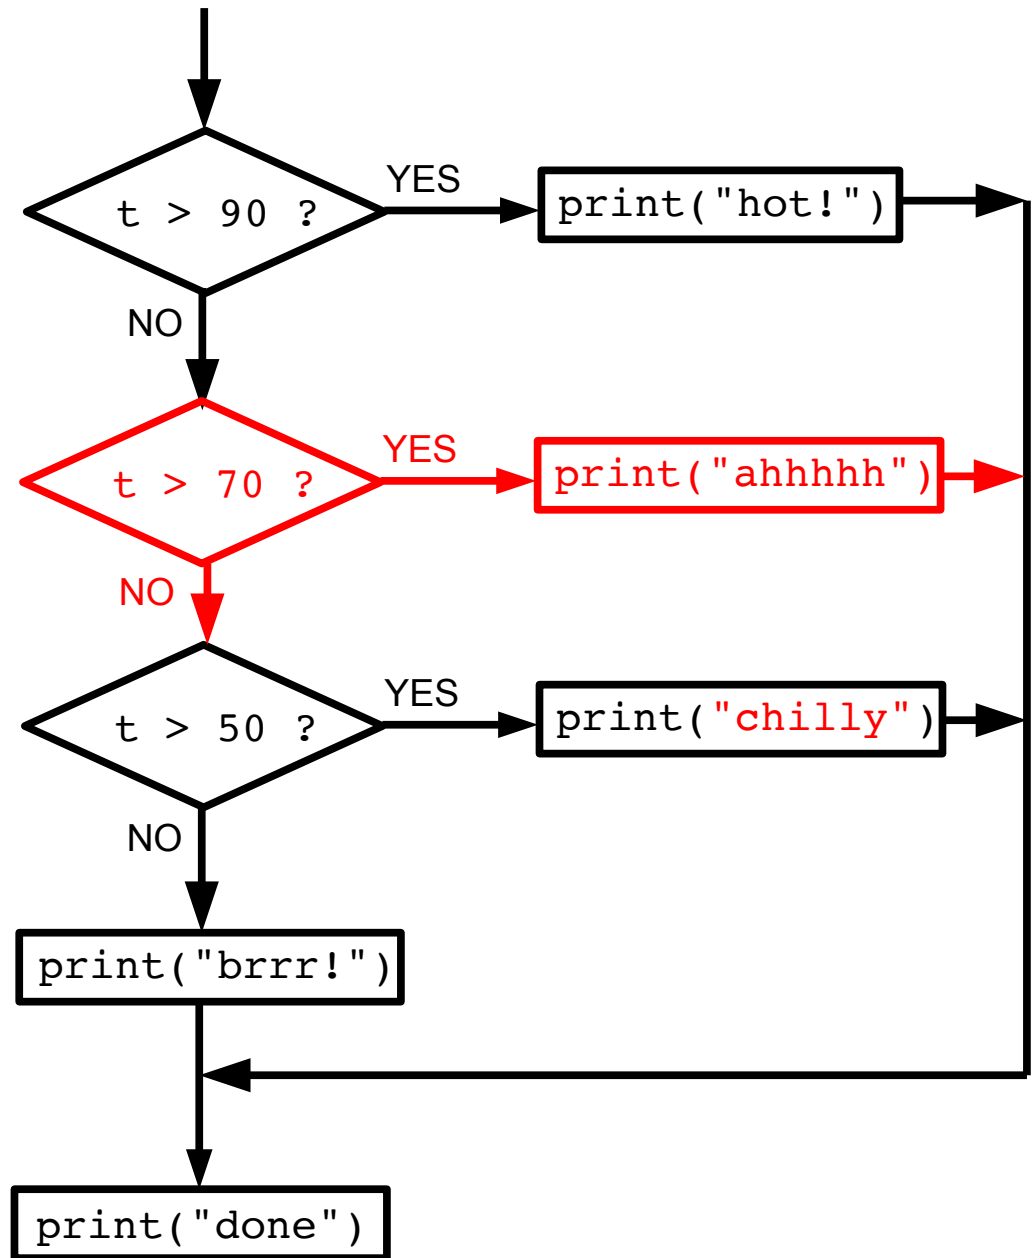 t > 90 ?
YES
print("hot!")
NO
t > 70 ?
YES
print("ahhhhh")
NO
t > 50 ?
YES
print("chilly")
NO
print("brrr!")
print("done")